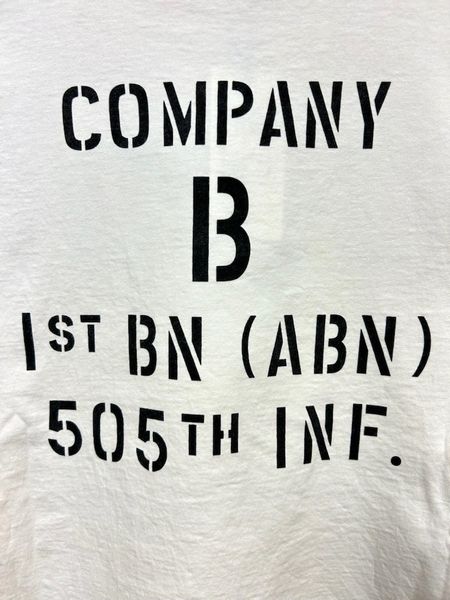 COMPANY
B
1ST BN (ABN)
505TH INF.